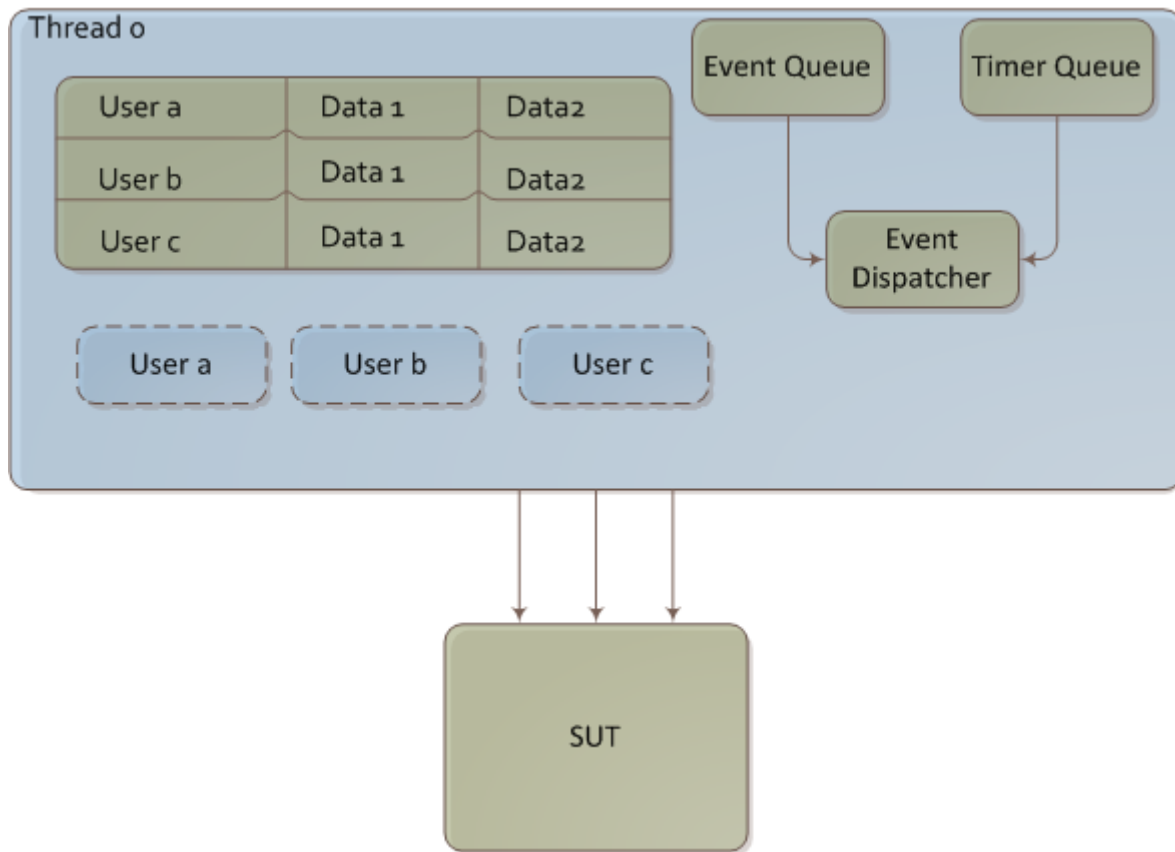 Thread 0
Event Queue
Timer Queue
User a Data 1 Data2
User b Data 1 Data2
User c Data 1 Data2
Event
Dispatcher
User a
User b
User c
SUT